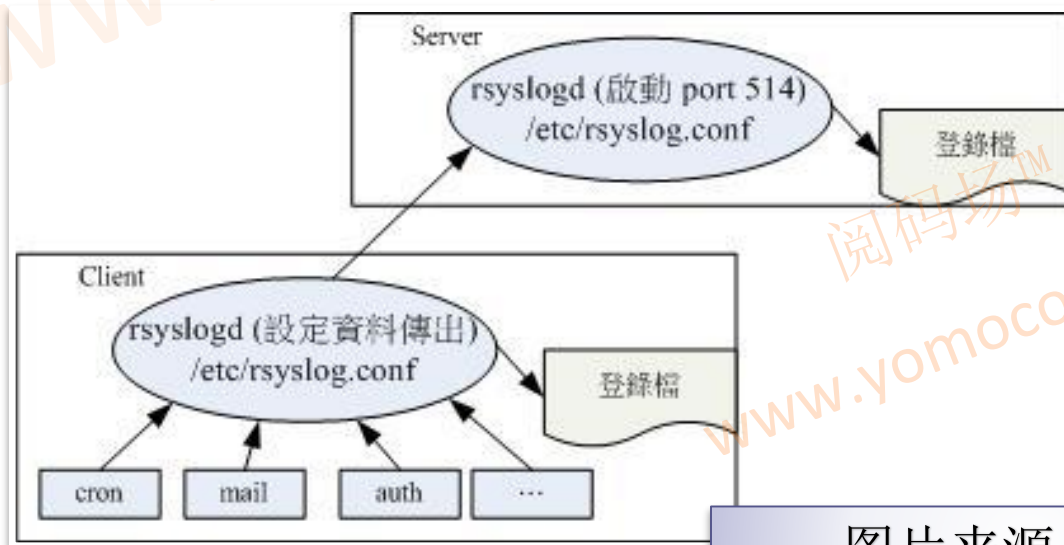 Server
rsyslogd (啟動 port 514)
/etc/rsyslog.conf
登錄檔
阅码场™
www.yomoco
Client
rsyslogd (設定資料傳出)
/etc/rsyslog.conf
登錄檔
cron
mail
auth
...
图片来源